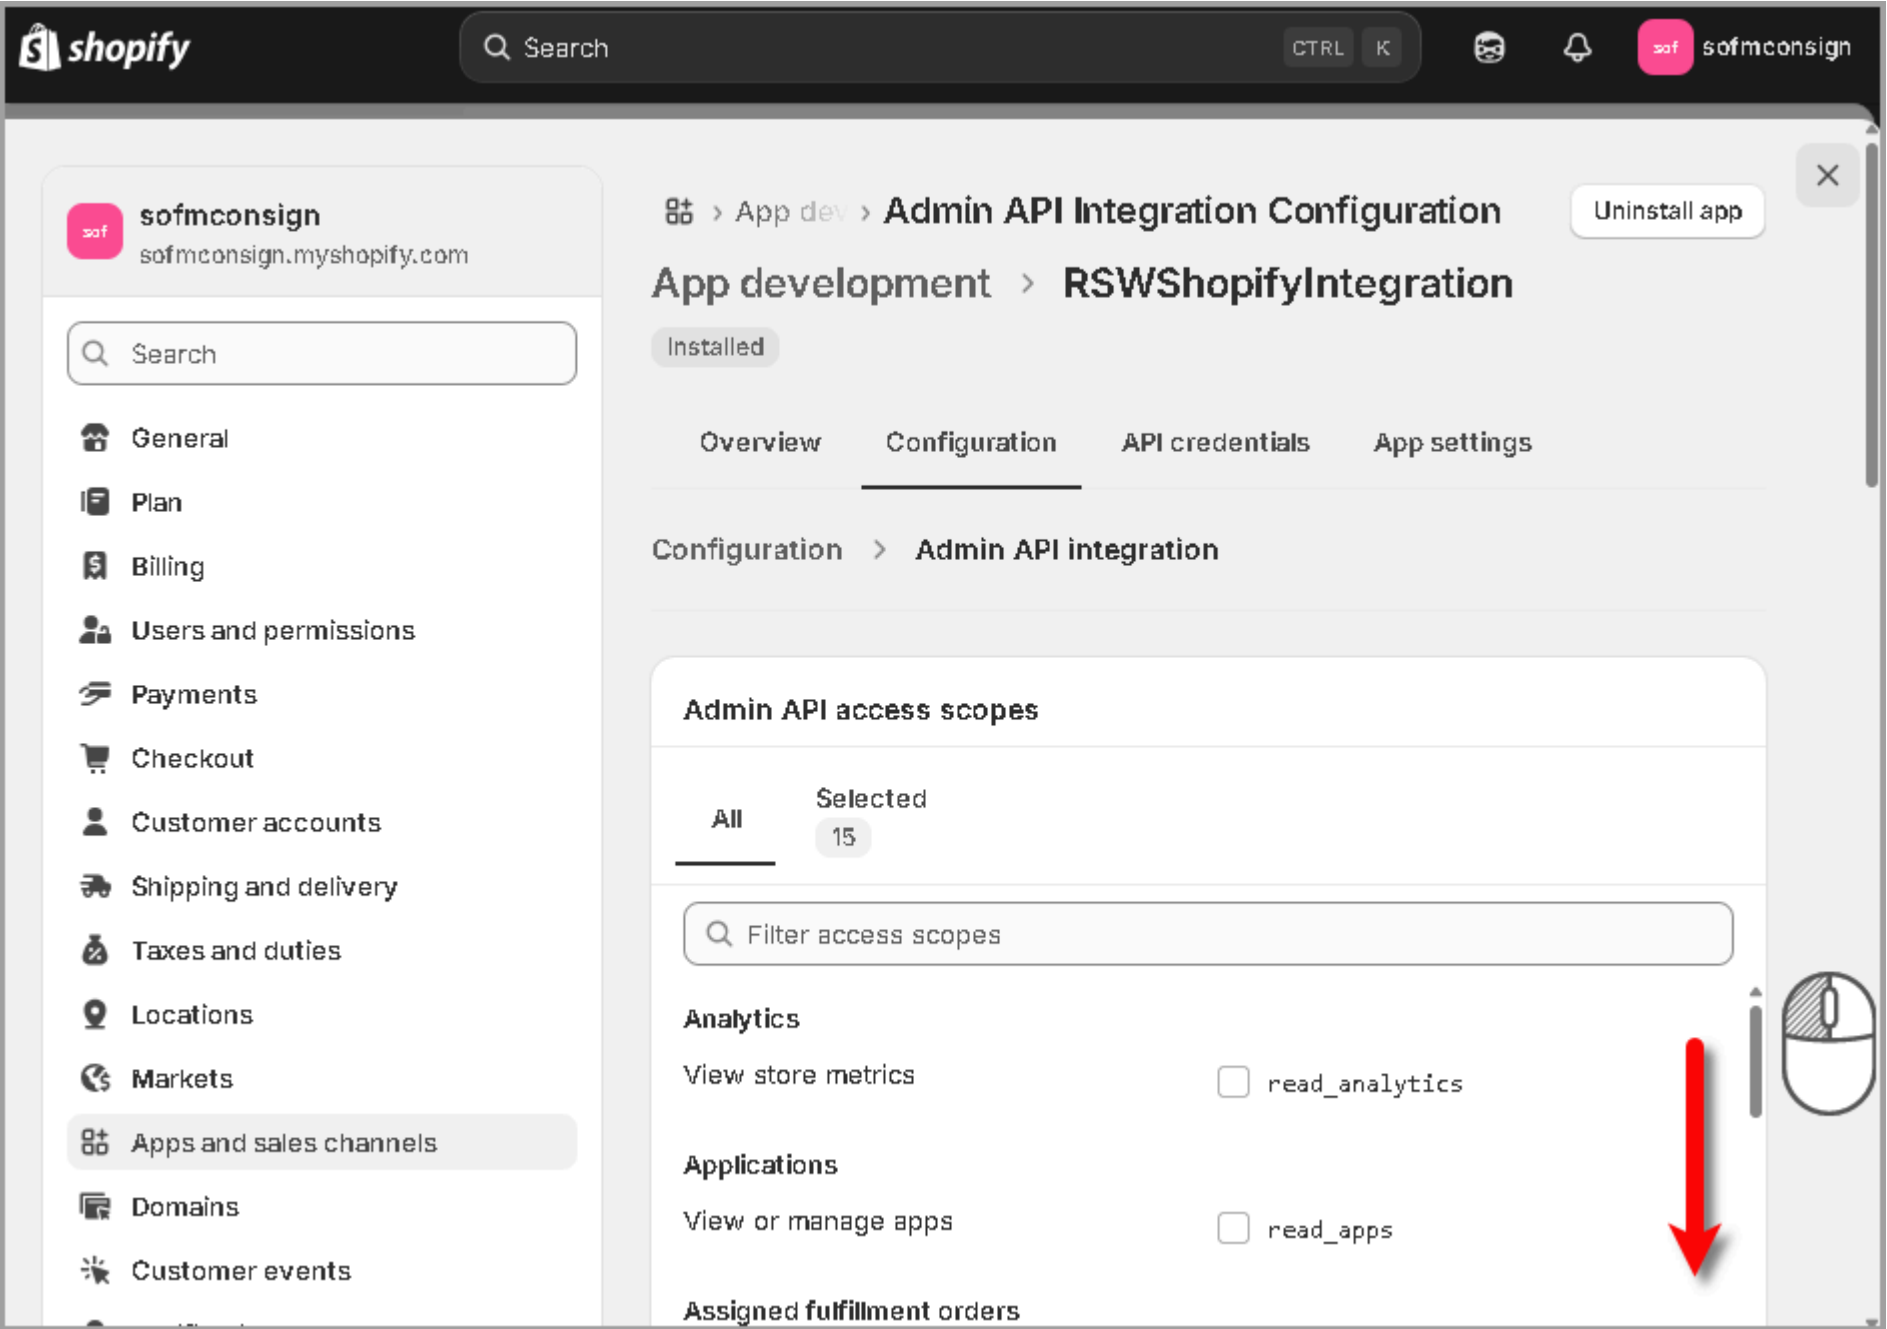 shopify
Search
CTRL K
sof
sofmconsign
sof
sofmconsign
sofmconsign.myshopify.com
Search
General
Plan
Billing
Users and permissions
Payments
Checkout
Customer accounts
Shipping and delivery
Taxes and duties
Locations
Markets
Apps and sales channels
Domains
Customer events
App dev > Admin API Integration Configuration
Uninstall app
App development > RSWShopifyIntegration
Installed
Overview Configuration API credentials App settings
Configuration > Admin API integration
Admin API access scopes
All
Selected
15
Filter access scopes
Analytics
View store metrics
read_analytics
Applications
View or manage apps
read_apps
Assigned fulfillment orders